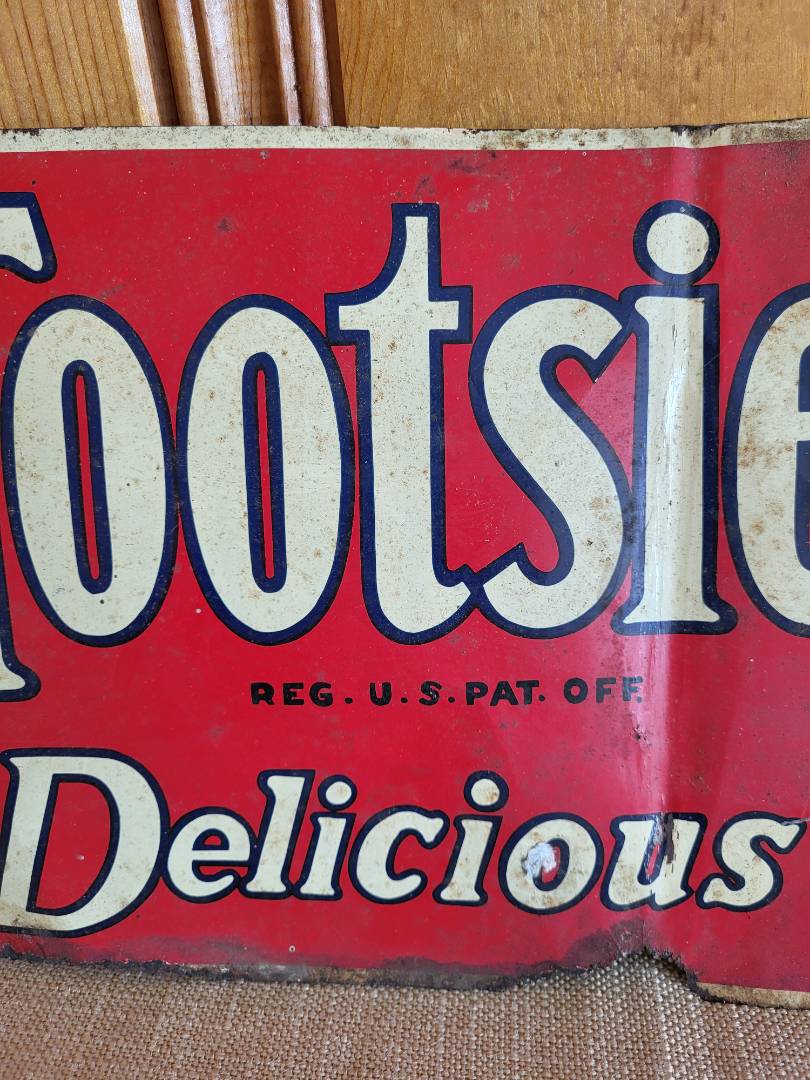 Tootsie
REG. U.S. PAT. OFF.
Delicious